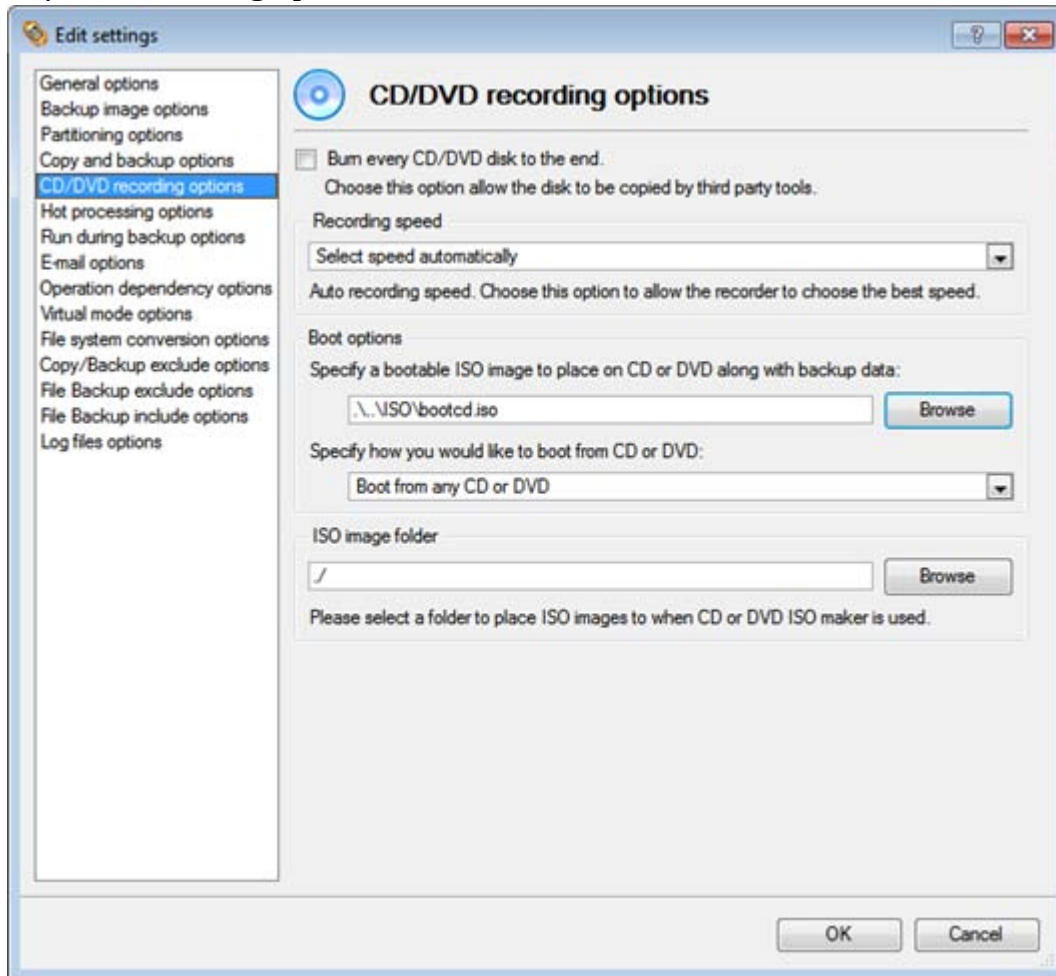 Edit settings
General options
Backup image options
Partitioning options
Copy and backup options
CD/DVD recording options
Hot processing options
Run during backup options
E-mail options
Operation dependency options
Virtual mode options
File system conversion options
Copy/Backup exclude options
File Backup exclude options
File Backup include options
Log files options
CD/DVD recording options
Burn every CD/DVD disk to the end.
Choose this option allow the disk to be copied by third party tools.
Recording speed
Select speed automatically
Auto recording speed. Choose this option to allow the recorder to choose the best speed.
Boot options
Specify a bootable ISO image to place on CD or DVD along with backup data:
.\..\ISO\bootcd.iso
Browse
Specify how you would like to boot from CD or DVD:
Boot from any CD or DVD
ISO image folder
./
Browse
Please select a folder to place ISO images to when CD or DVD ISO maker is used.
OK
Cancel